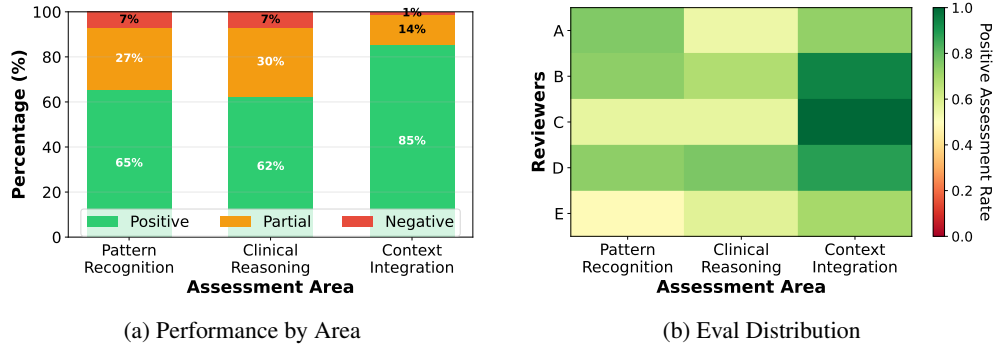 100
80
60
40
20
0
Percentage (%)
7%
27%
65%
7%
30%
62%
1%
14%
85%
Positive
Partial
Negative
Pattern
Recognition
Clinical
Reasoning
Context
Integration
Assessment Area
(a) Performance by Area
Reviewers
A
B
C
D
E
Pattern
Recognition
Clinical
Reasoning
Context
Integration
Assessment Area
1.0
0.8
0.6
0.4
0.2
0.0
Positive Assessment Rate
(b) Eval Distribution